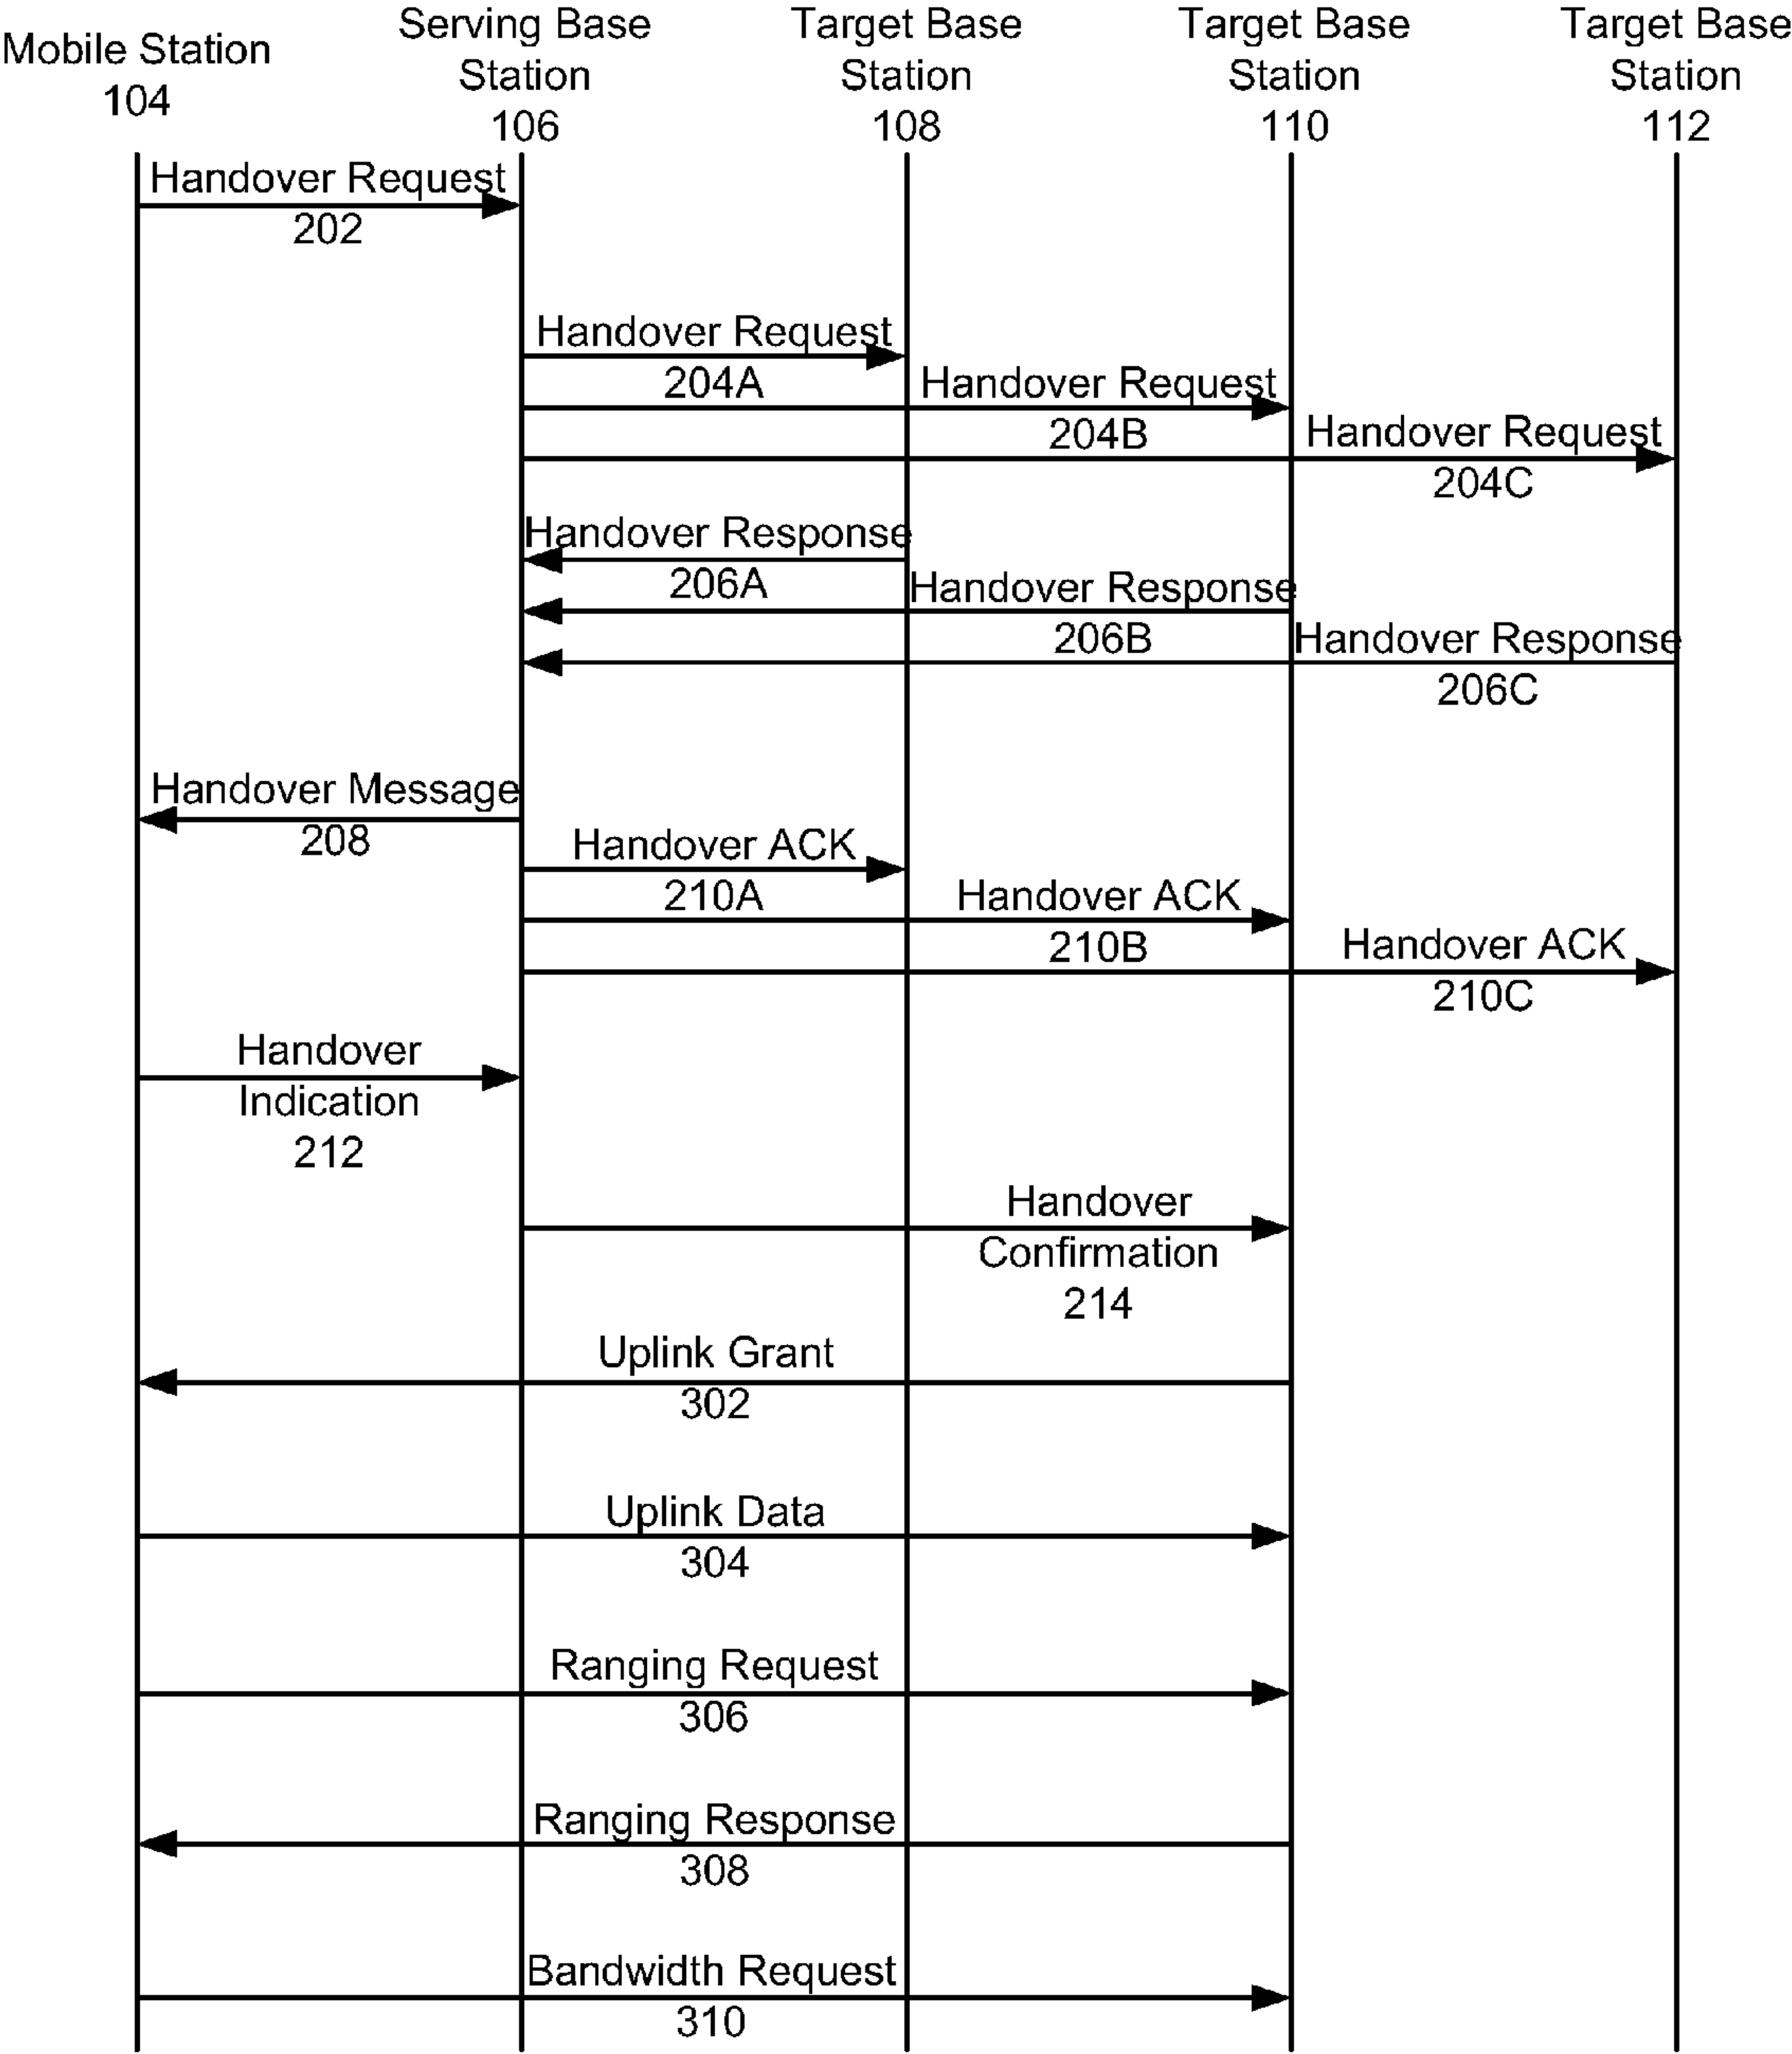 Mobile Station
104
Serving Base
Station
106
Target Base
Station
108
Target Base
Station
110
Target Base
Station
112
Handover Request
202
Handover Request
204A
Handover Request
204B
Handover Request
204C
Handover Response
206A
Handover Response
206B
Handover Response
206C
Handover Message
208
Handover ACK
210A
Handover ACK
210B
Handover ACK
210C
Handover
Indication
212
Handover
Confirmation
214
Uplink Grant
302
Uplink Data
304
Ranging Request
306
Ranging Response
308
Bandwidth Request
310